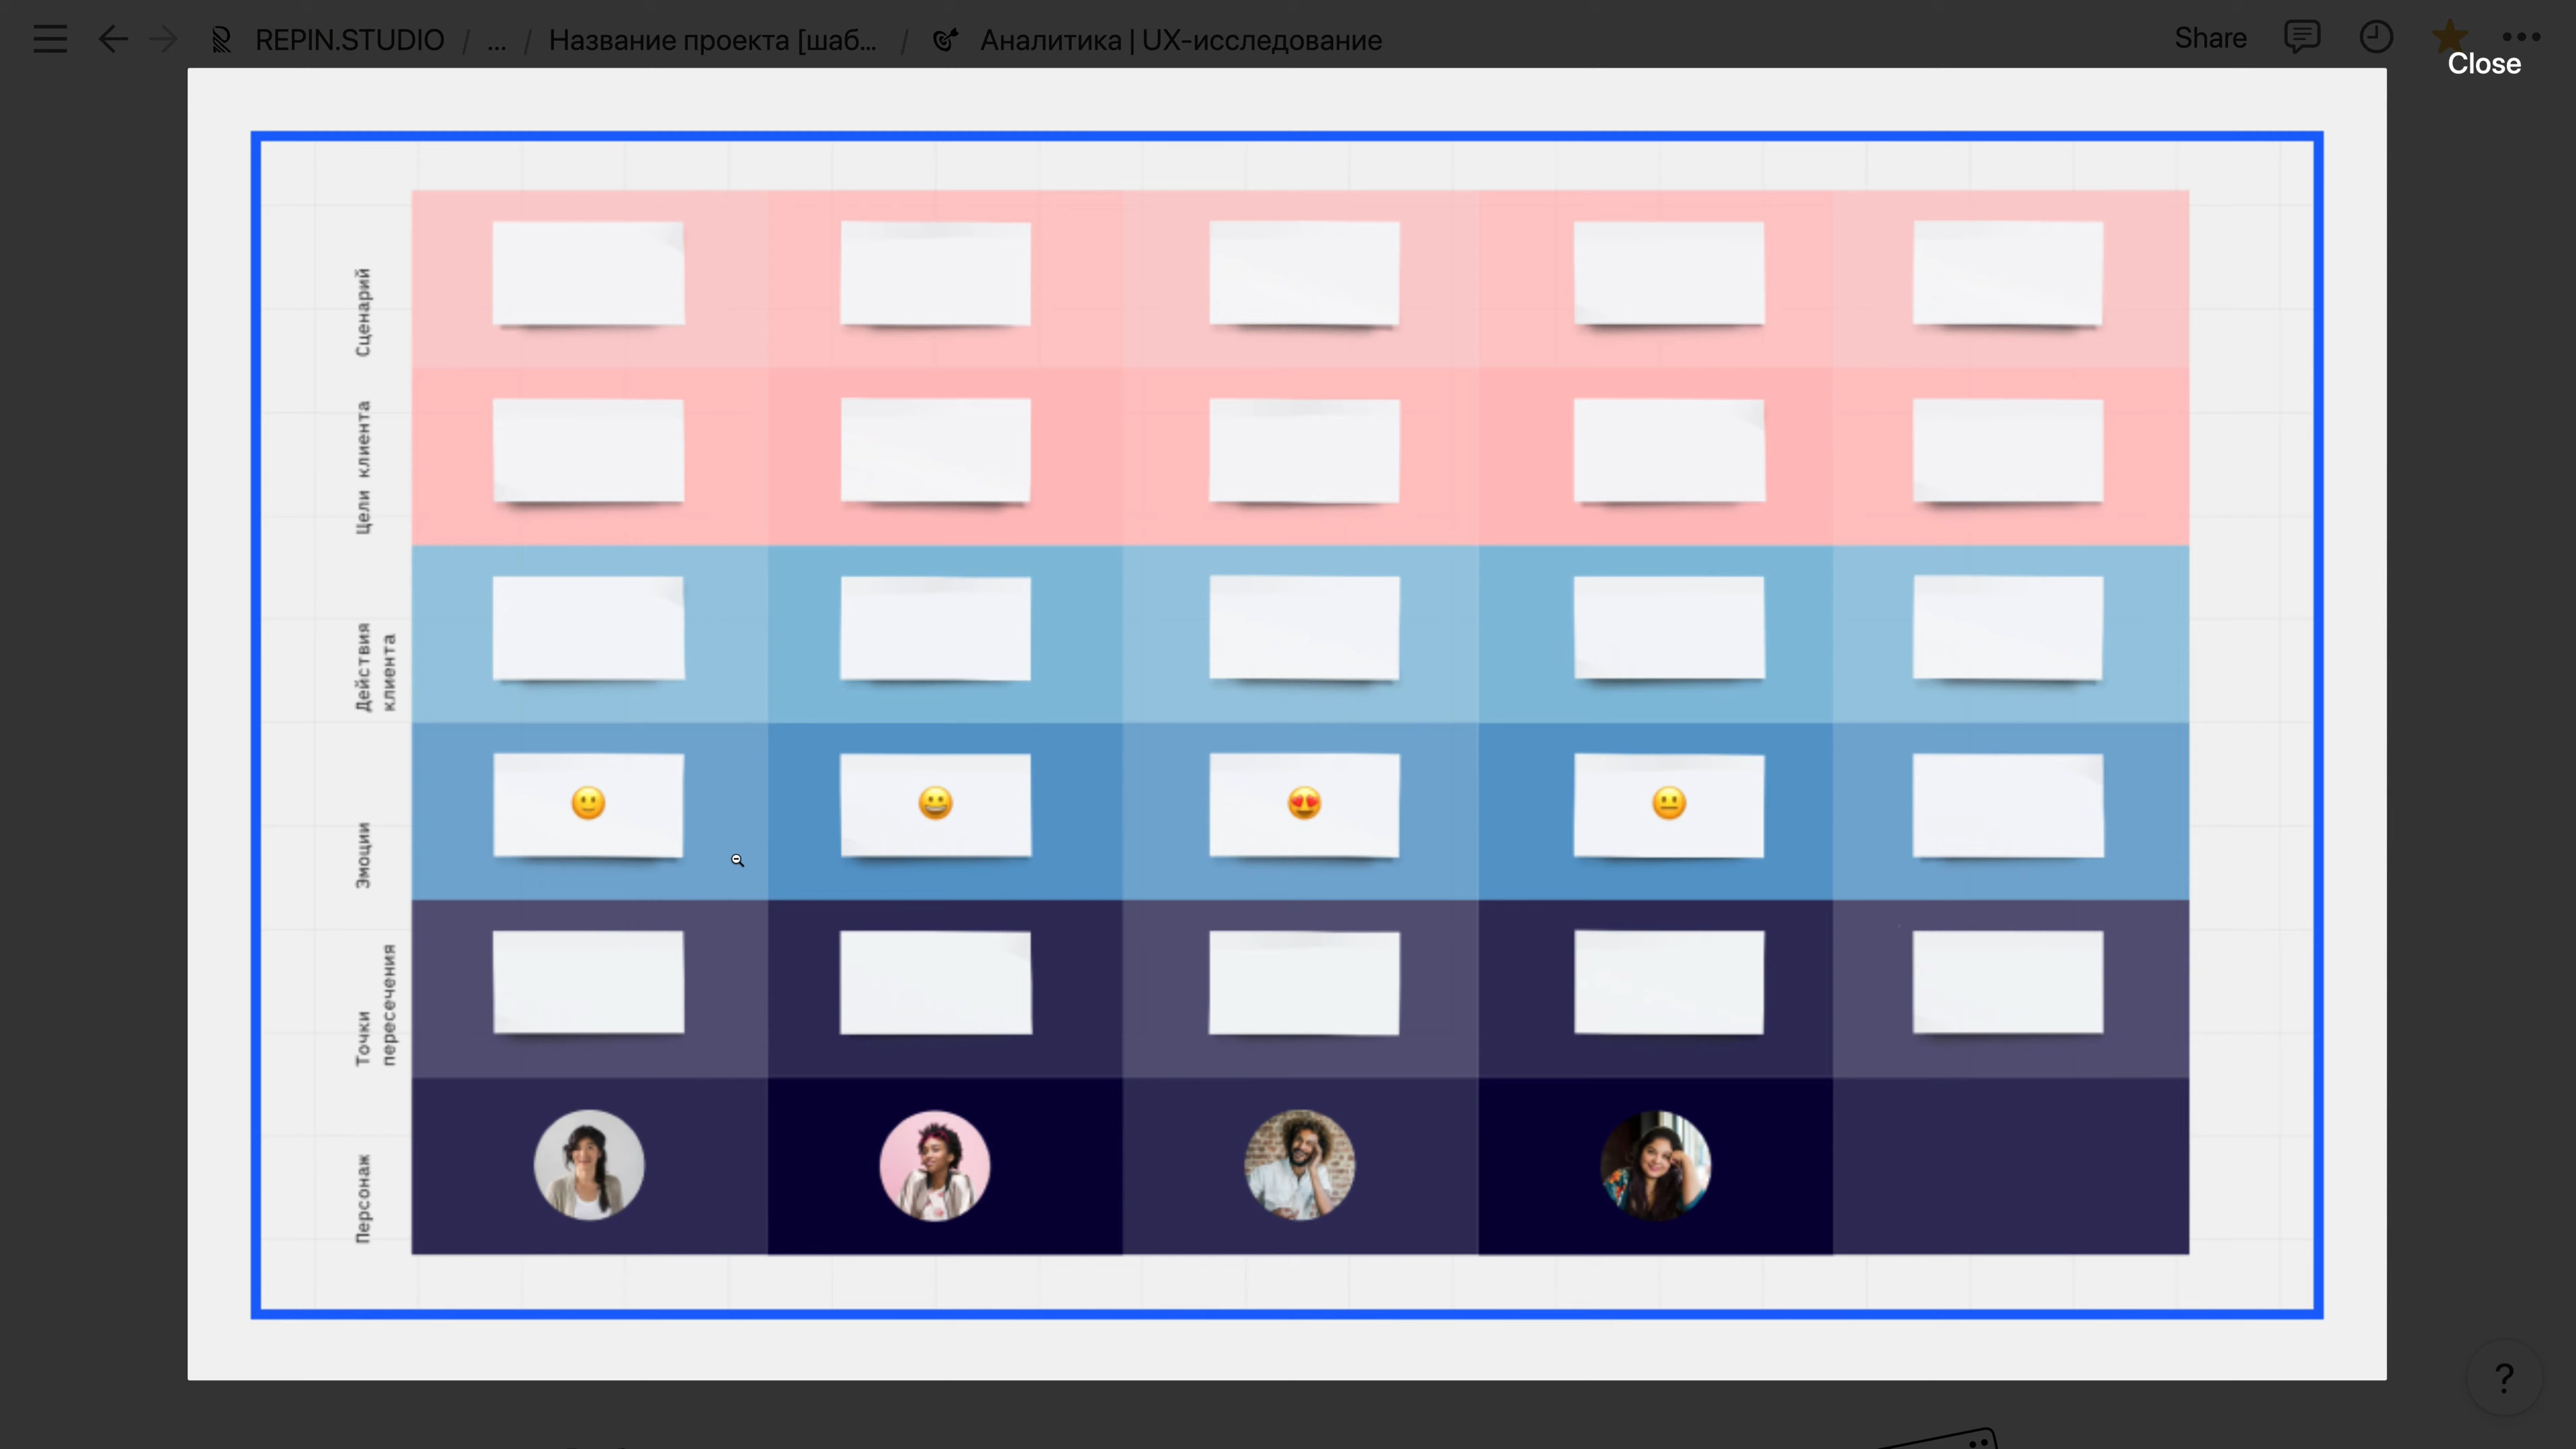 REPIN.STUDIO / ... / Название проекта [шаб... / Аналитика | UX-исследование
Share
Close
Сценарий
Цели клиента
Действия
клиента
Эмоции
Точки
пересечения
Персонаж
?